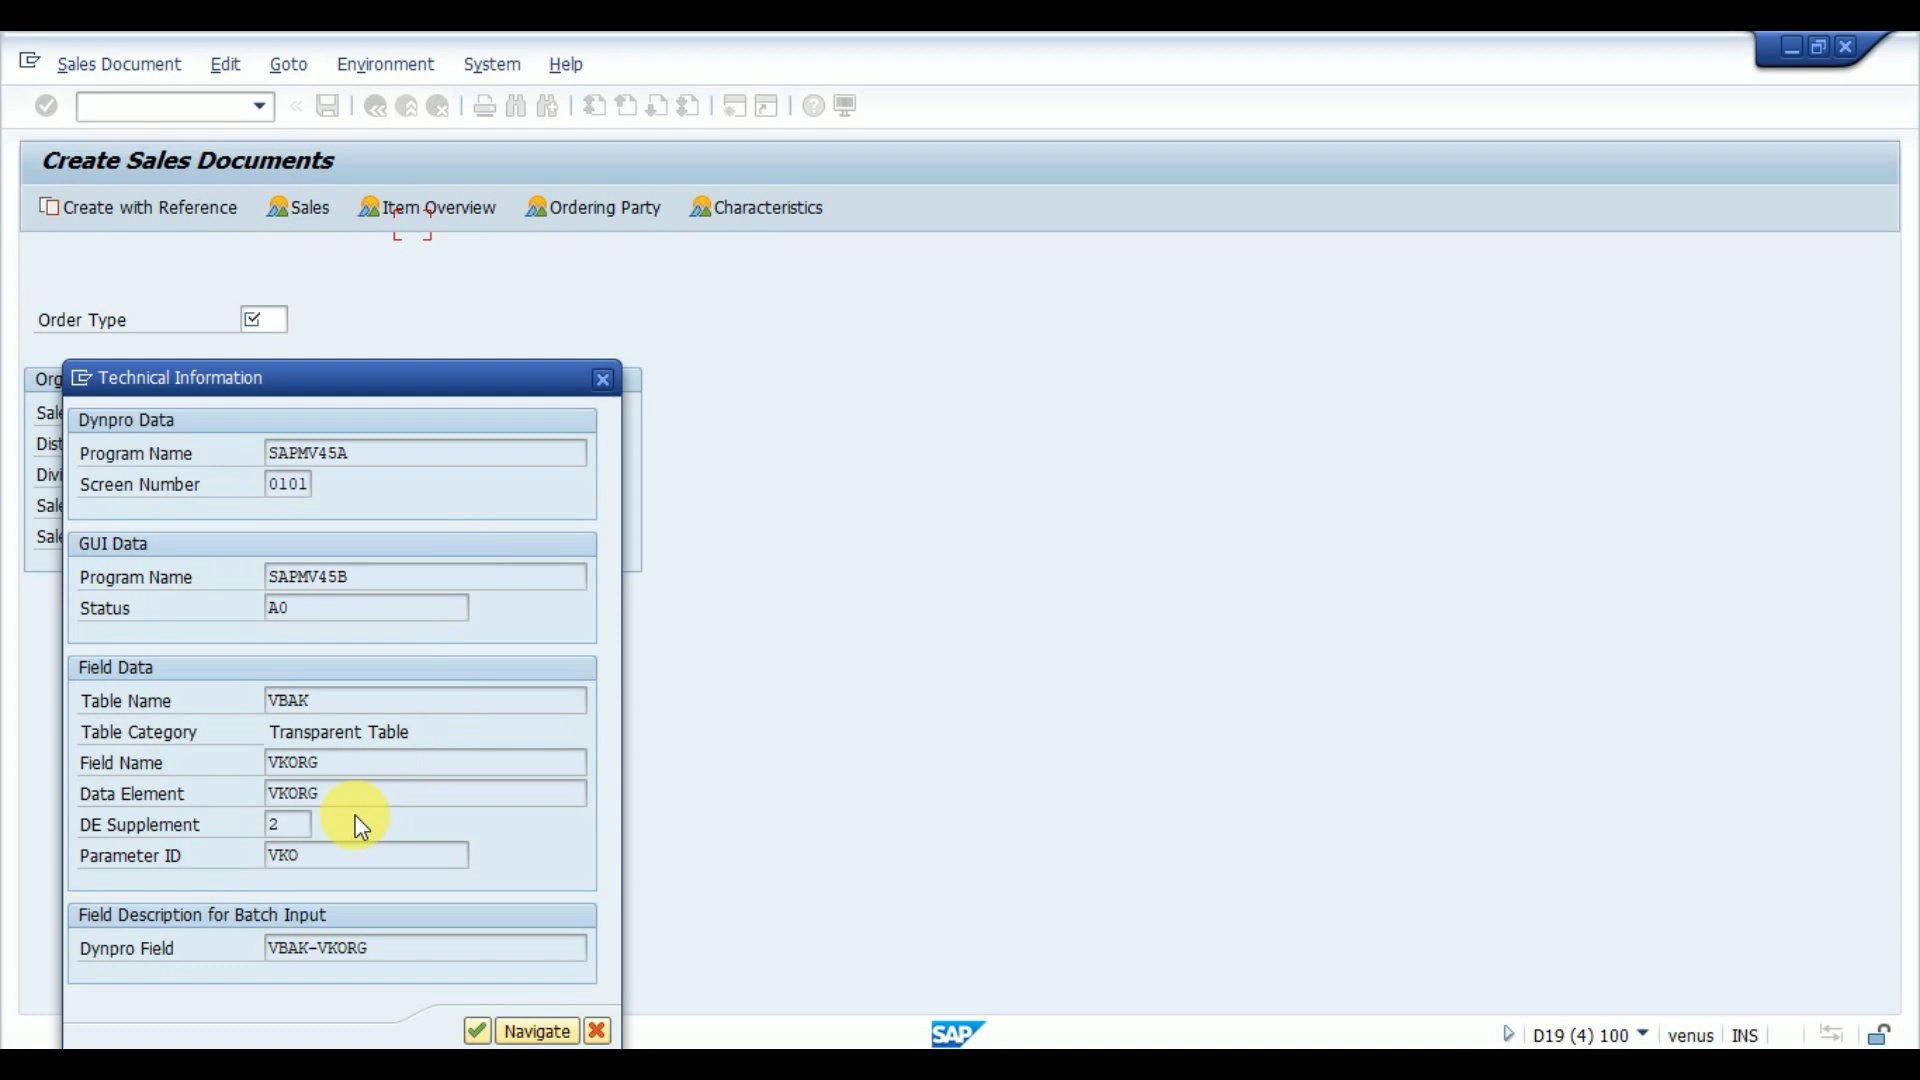 Sales Document Edit Goto Environment System Help
Create Sales Documents
Create with Reference Sales Item Overview Ordering Party Characteristics
Order Type
Org
Technical Information
Sale
Dist
Divi
Sale
Sale
Dynpro Data
Program Name SAPMV45A
Screen Number 0101
GUI Data
Program Name SAPMV45B
Status A0
Field Data
Table Name VBAK
Table Category Transparent Table
Field Name VKORG
Data Element VKORG
DE Supplement 2
Parameter ID VKO
Field Description for Batch Input
Dynpro Field VBAK-VKORG
Navigate
SAP
D19 (4) 100 venus INS